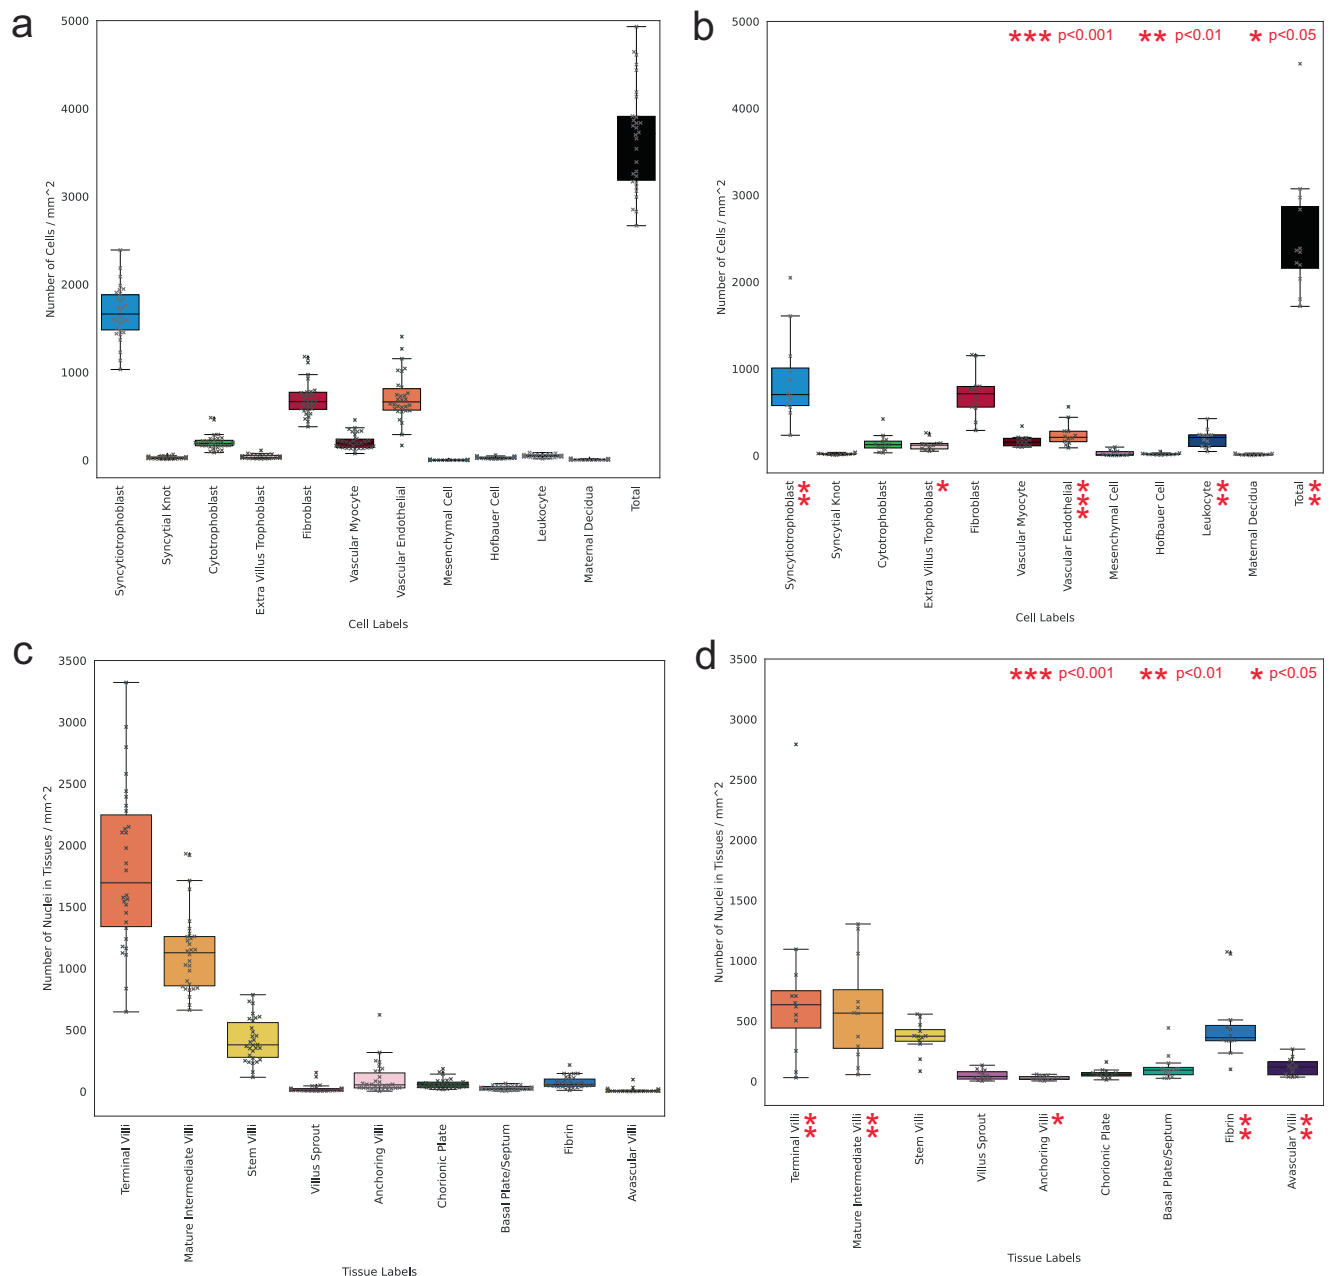 a
5000
4000
3000
2000
1000
0
Number of Cells / mm^2
Syncytiotrophoblast
Syncytial Knot
Cytotrophoblast
Extra Villus Trophoblast
Fibroblast
Vascular Myocyte
Vascular Endothelial
Mesenchymal Cell
Hofbauer Cell
Leukocyte
Maternal Decidua
Total
Cell Labels
b
*** p<0.001 ** p<0.01 * p<0.05
5000
4000
3000
2000
1000
0
Number of Cells / mm^2
Syncytiotrophoblast **
Syncytial Knot
Cytotrophoblast
Extra Villus Trophoblast *
Fibroblast
Vascular Myocyte
Vascular Endothelial ***
Mesenchymal Cell
Hofbauer Cell
Leukocyte **
Maternal Decidua
Total **
Cell Labels
c
3500
3000
2500
2000
1500
1000
500
0
Number of Nuclei in Tissues / mm^2
Terminal Villi
Mature Intermediate Villi
Stem Villi
Villus Sprout
Anchoring Villi
Chorionic Plate
Basal Plate/Septum
Fibrin
Avascular Villi
Tissue Labels
d
*** p<0.001 ** p<0.01 * p<0.05
3500
3000
2500
2000
1500
1000
500
0
Number of Nuclei in Tissues / mm^2
Terminal Villi **
Mature Intermediate Villi **
Stem Villi
Villus Sprout
Anchoring Villi *
Chorionic Plate
Basal Plate/Septum
Fibrin **
Avascular Villi **
Tissue Labels